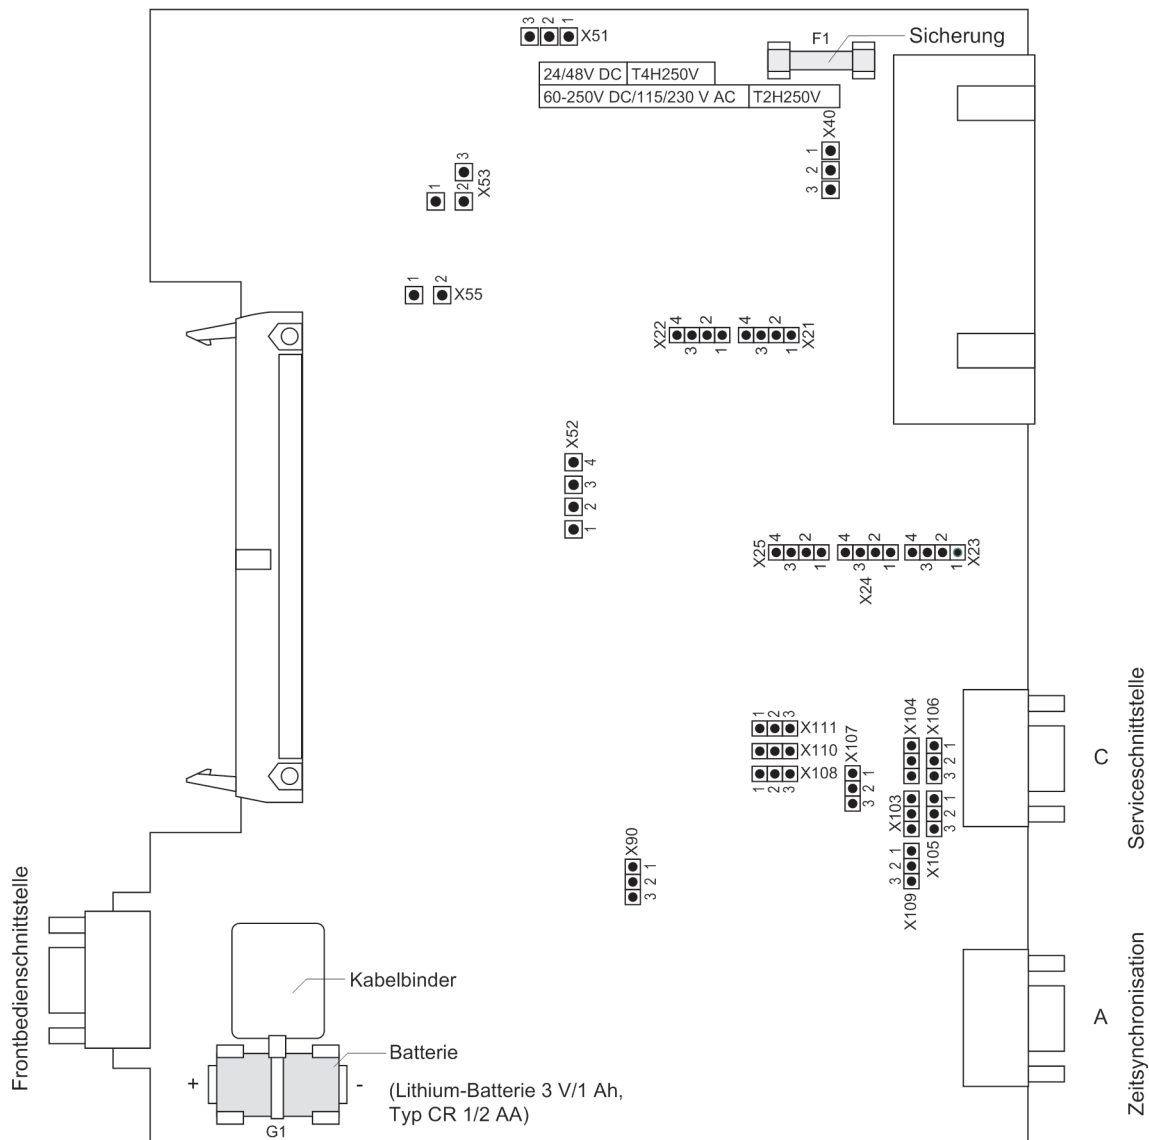 3 2 1
X51
F1
Sicherung
24/48V DC T4H250V
60-250V DC/115/230 V AC T2H250V
X40
1
2
3
3
1 2
X53
1 2
X55
X22
4 2
3 1
4 2
3 1
X21
X52
4
3
2
1
X25
4 2
3 1
4 2
3 1
X24
4 2
3 1
X23
1 2 3
X111
X110
X108
1 2 3
X107
1
2
3
X104
X106
1
2
3
X103
1
2
3
X105
1
2
3
X109
X90
1
2
3
C
Serviceschnittstelle
Frontbedienschnittstelle
Kabelbinder
Batterie
+ -
(Lithium-Batterie 3 V/1 Ah,
Typ CR 1/2 AA)
G1
A
Zeitsynchronisation